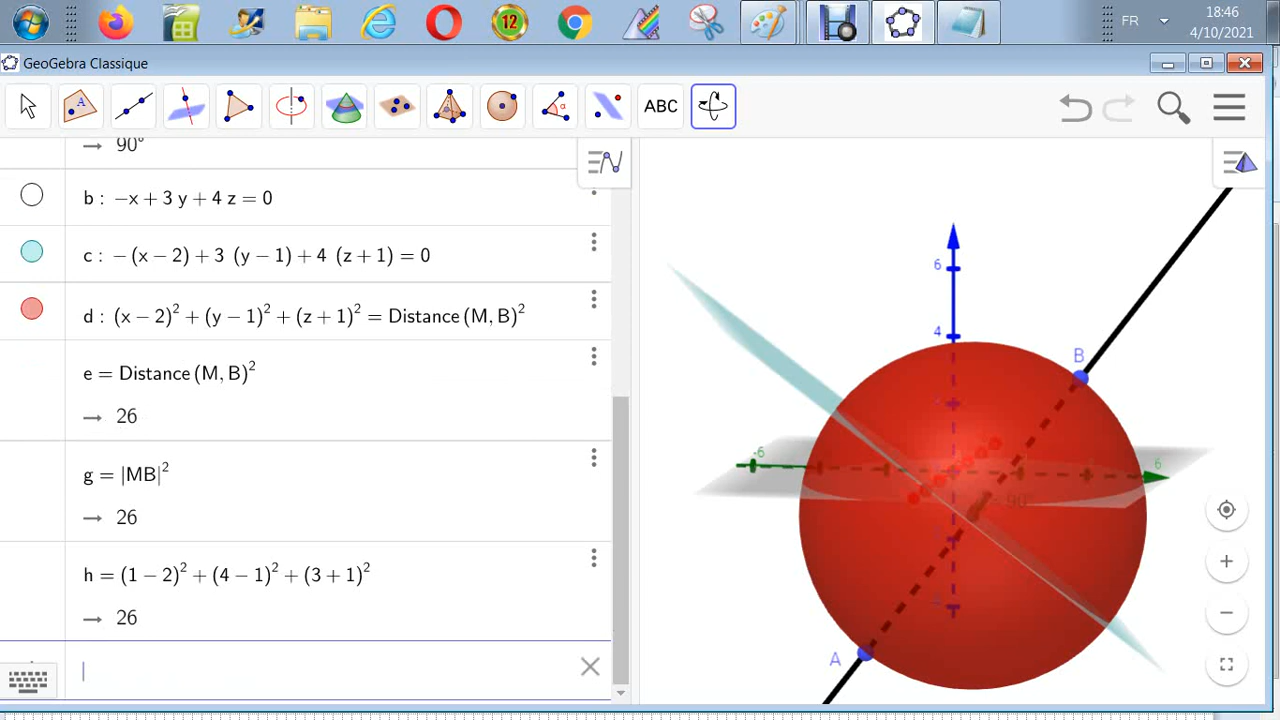 12
FR
18:46
4/10/2021
GeoGebra Classique
A
α
ABC
→ 90°
b : −x + 3 y + 4 z = 0
c : −(x − 2) + 3 (y − 1) + 4 (z + 1) = 0
d : (x − 2)² + (y − 1)² + (z + 1)² = Distance (M, B)²
e = Distance (M, B)²
→ 26
g = |MB|²
→ 26
h = (1 − 2)² + (4 − 1)² + (3 + 1)²
→ 26
6
4
B
-6
6
90°
A